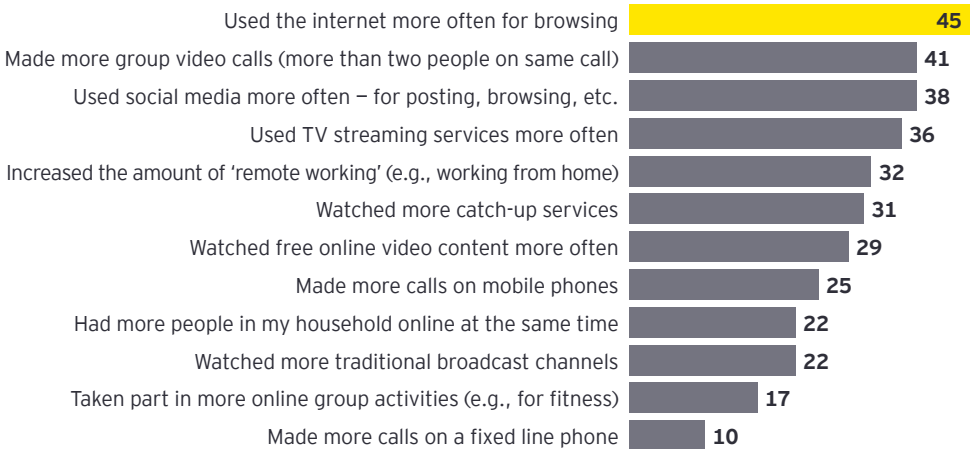 Used the internet more often for browsing 45
Made more group video calls (more than two people on same call) 41
Used social media more often – for posting, browsing, etc. 38
Used TV streaming services more often 36
Increased the amount of ‘remote working’ (e.g., working from home) 32
Watched more catch-up services 31
Watched free online video content more often 29
Made more calls on mobile phones 25
Had more people in my household online at the same time 22
Watched more traditional broadcast channels 22
Taken part in more online group activities (e.g., for fitness) 17
Made more calls on a fixed line phone 10